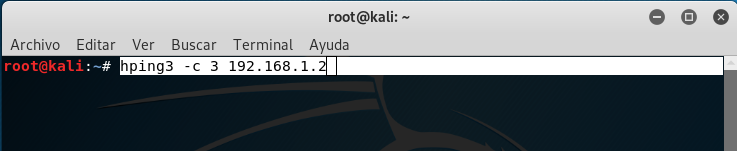 root@kali: ~
Archivo Editar Ver Buscar Terminal Ayuda
root@kali:~# hping3 -c 3 192.168.1.2